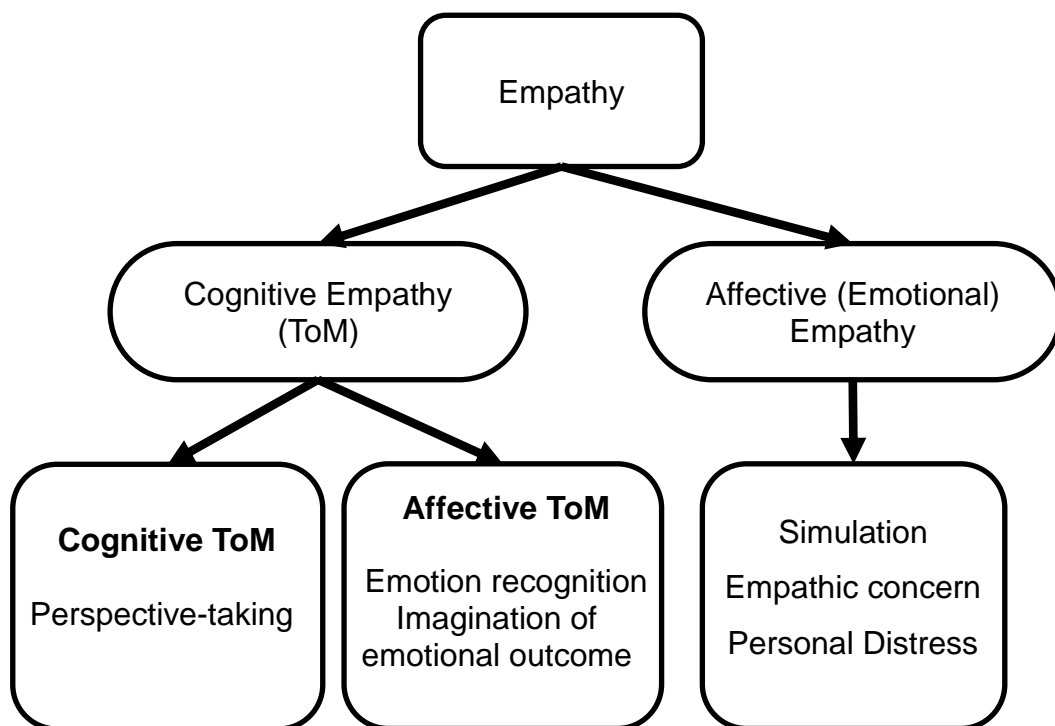 Empathy
Cognitive Empathy
(ToM)
Affective (Emotional)
Empathy
Cognitive ToM
Perspective-taking
Affective ToM
Emotion recognition
Imagination of
emotional outcome
Simulation
Empathic concern
Personal Distress